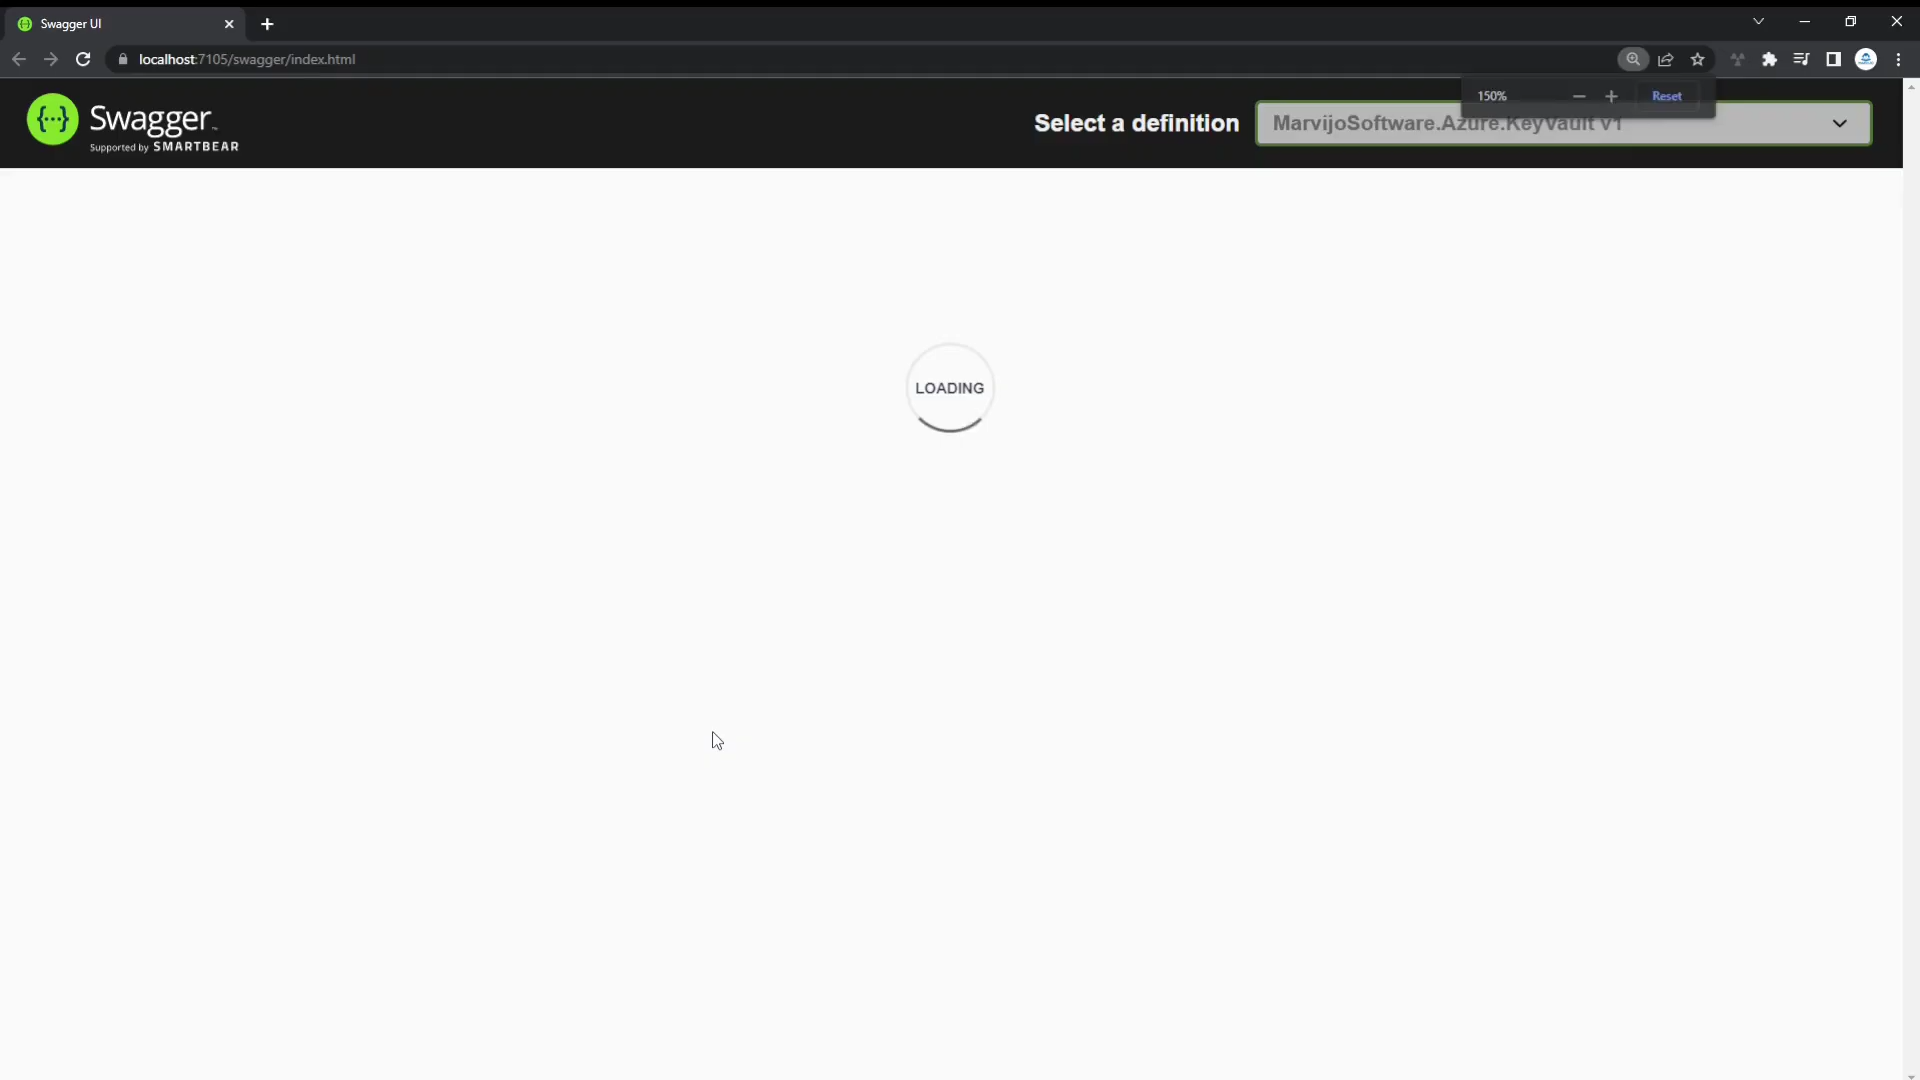 Swagger UI
localhost:7105/swagger/index.html
150%
Reset
Swagger™
Supported by SMARTBEAR
Select a definition
MarvijoSoftware.Azure.KeyVault v1
LOADING